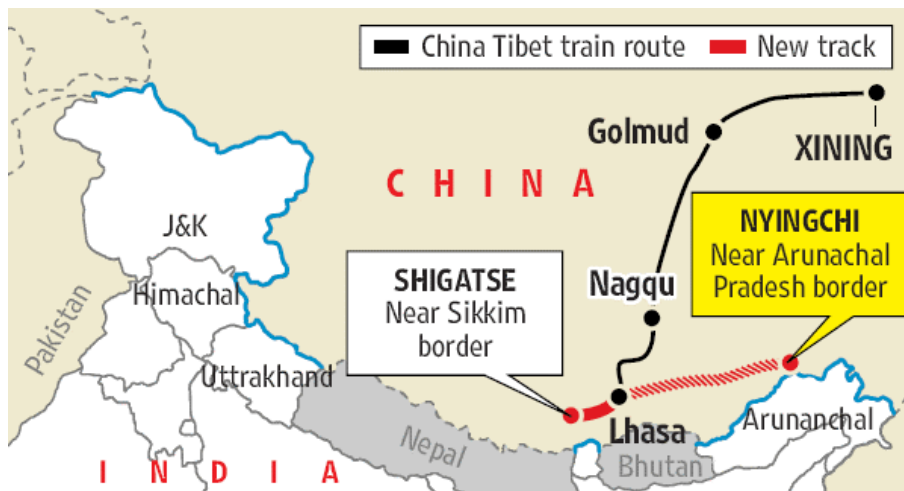 China Tibet train route
New track
Golmud
XINING
CHINA
NYINGCHI
Near Arunachal
Pradesh border
J&K
SHIGATSE
Near Sikkim
border
Nagqu
Himachal
Pakistan
Uttrakhand
Lhasa
Arunanchal
Nepal
Bhutan
INDIA